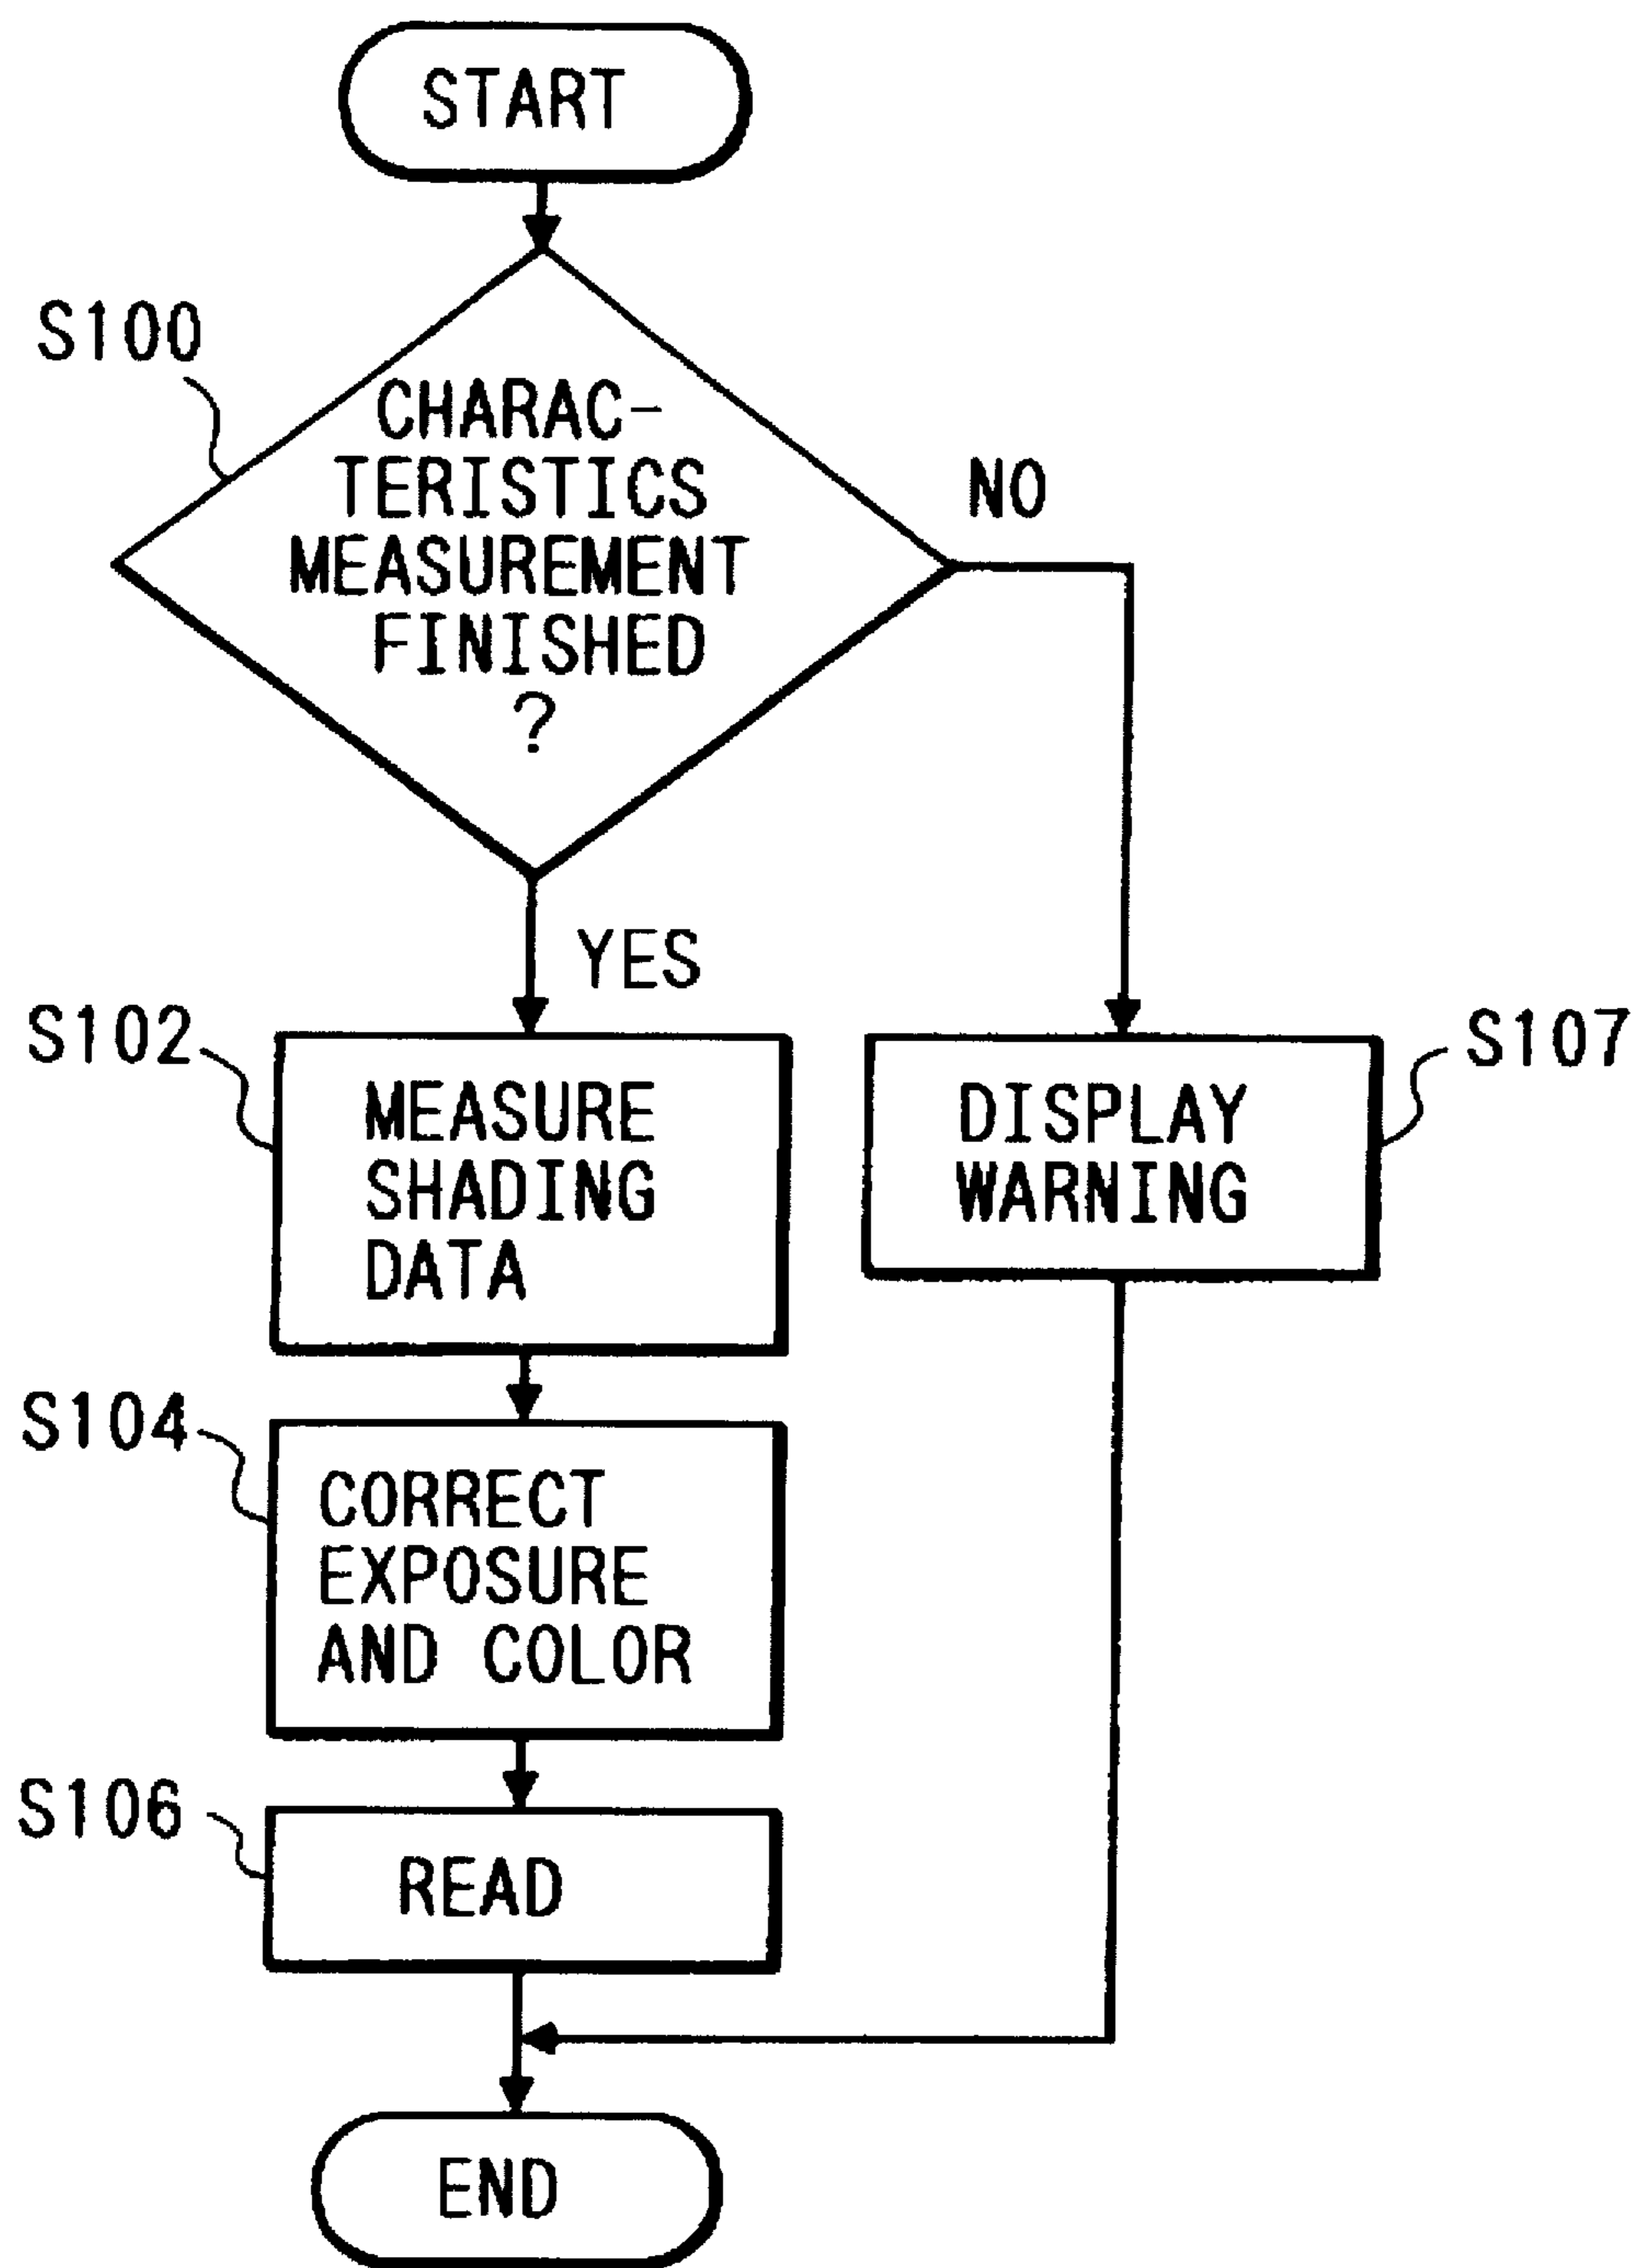 START
S100
CHARAC-
TERISTICS
MEASUREMENT
FINISHED
?
NO
YES
S102
MEASURE
SHADING
DATA
DISPLAY
WARNING
S107
S104
CORRECT
EXPOSURE
AND COLOR
S106
READ
END